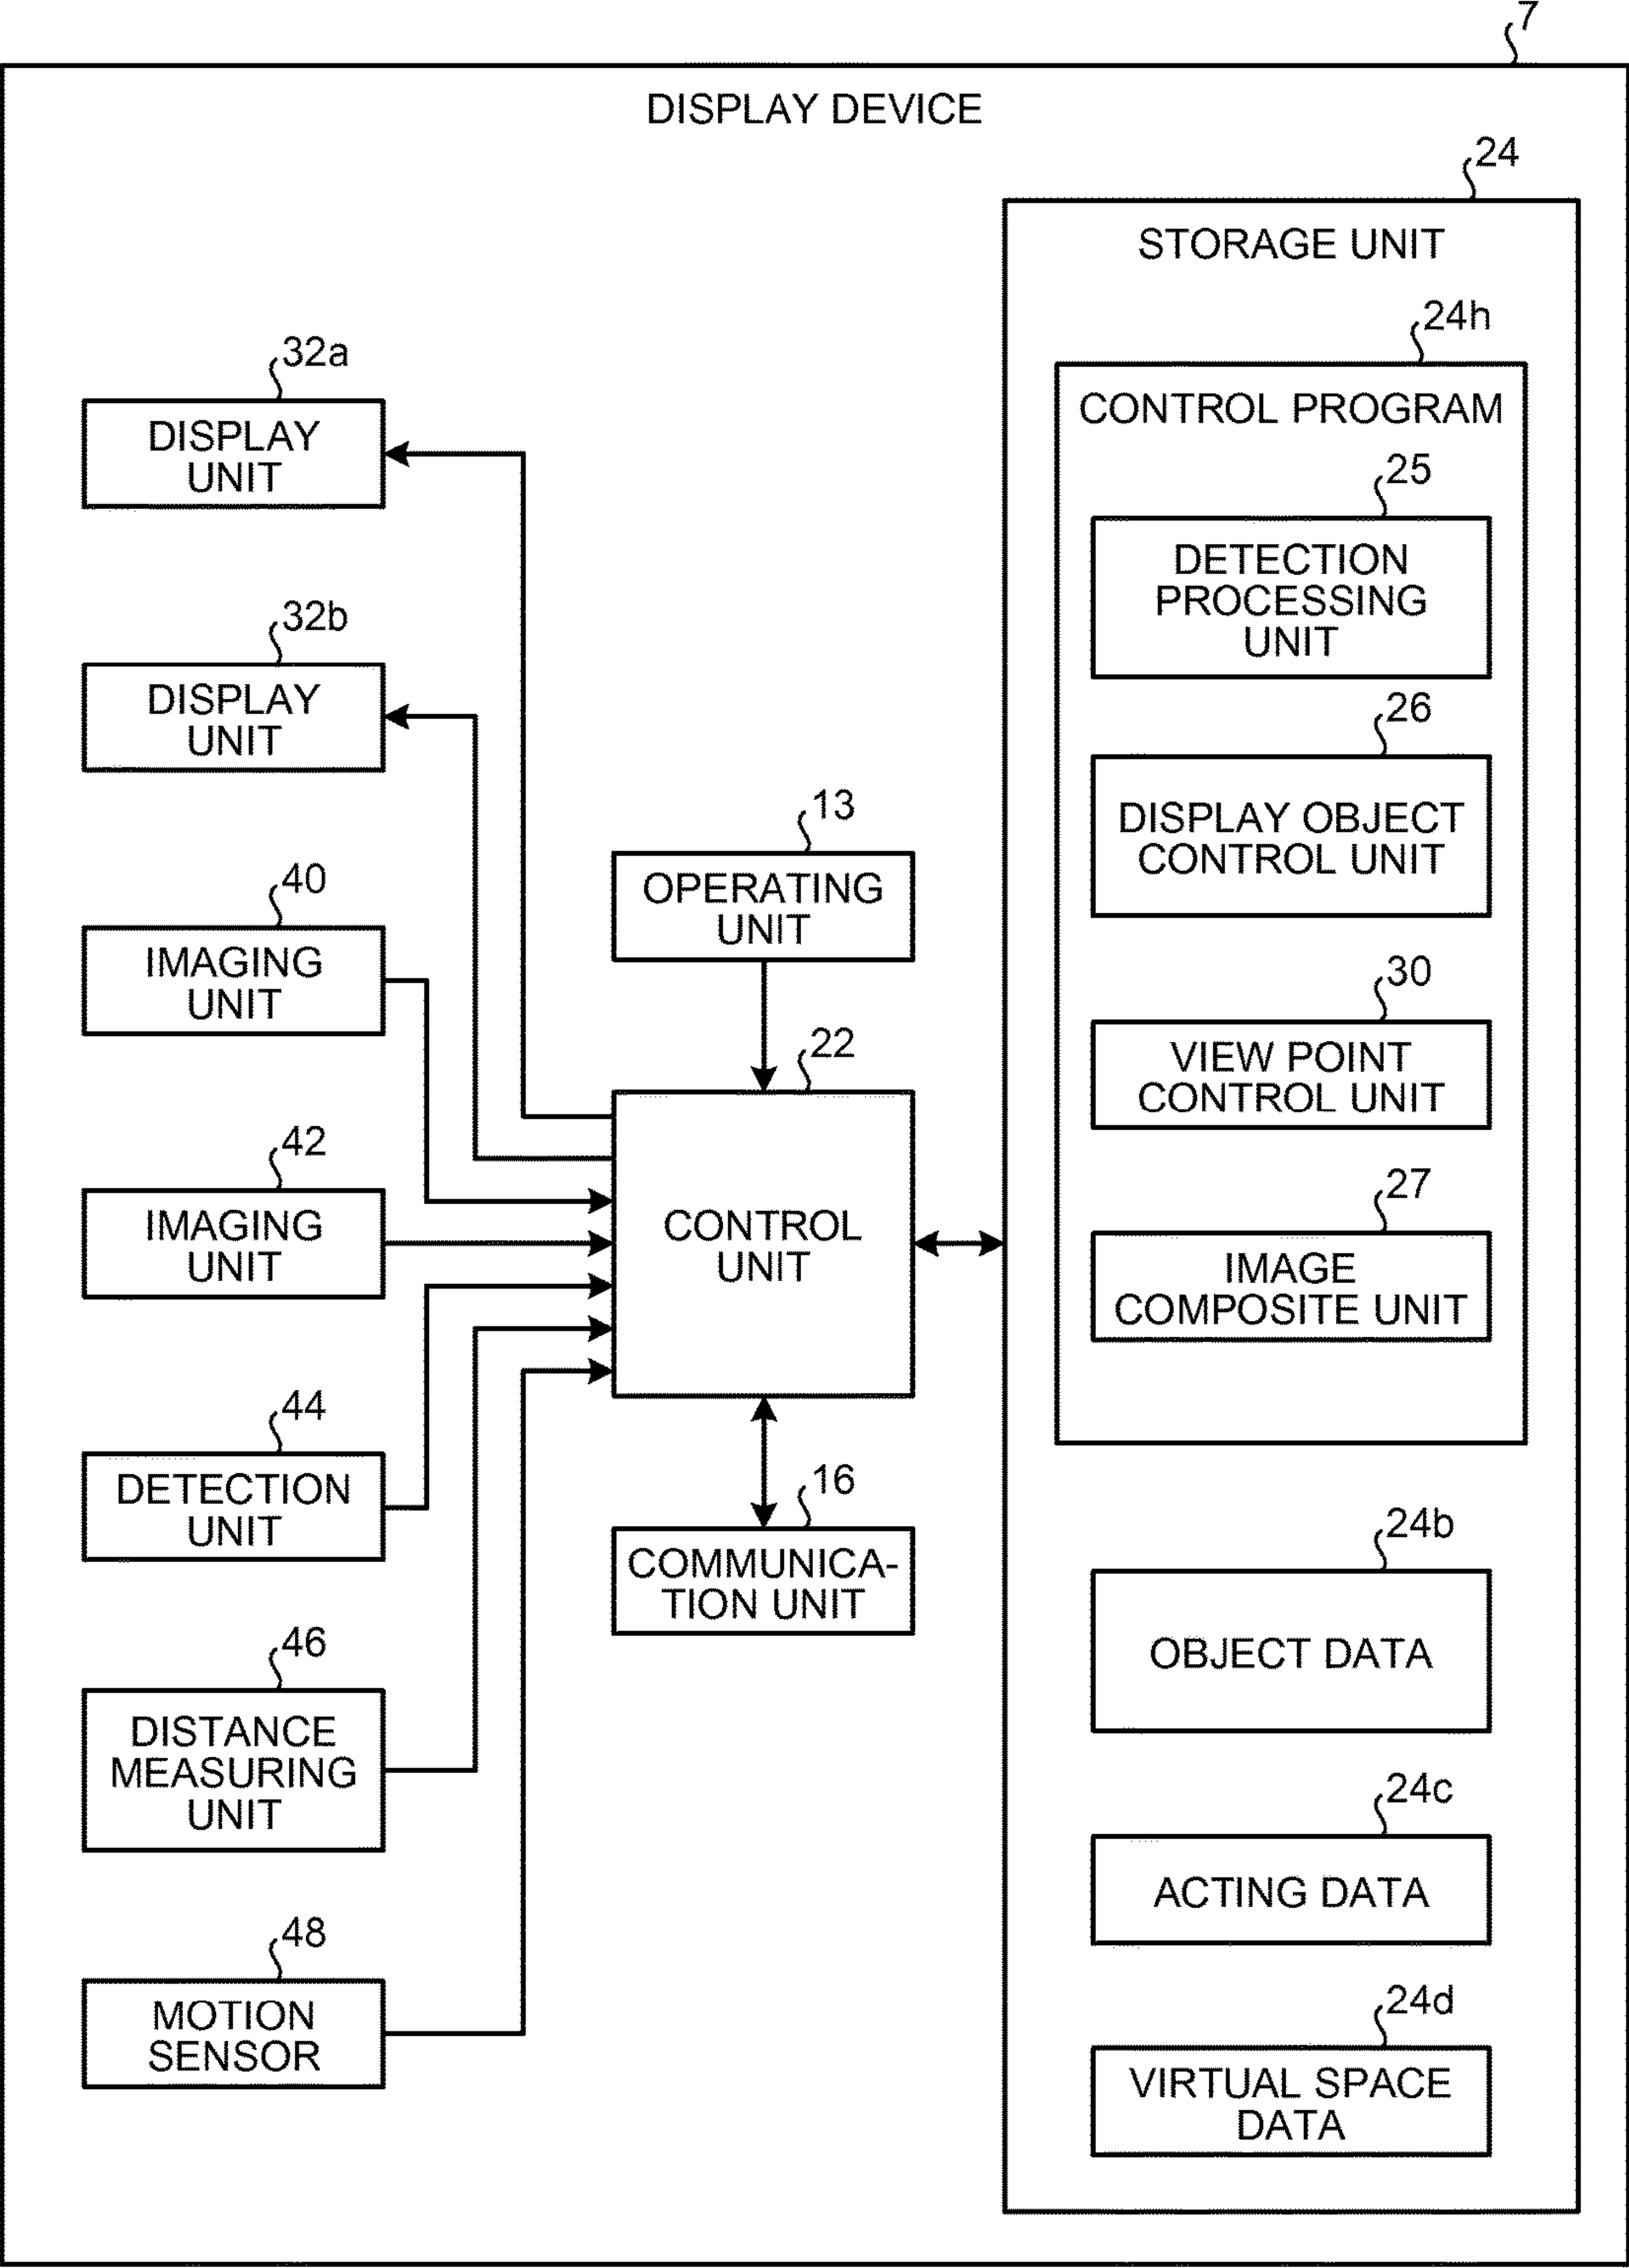 7
DISPLAY DEVICE
24
STORAGE UNIT
24h
CONTROL PROGRAM
25
DETECTION
PROCESSING
UNIT
26
DISPLAY OBJECT
CONTROL UNIT
30
VIEW POINT
CONTROL UNIT
27
IMAGE
COMPOSITE UNIT
24b
OBJECT DATA
24c
ACTING DATA
24d
VIRTUAL SPACE
DATA
32a
DISPLAY
UNIT
32b
DISPLAY
UNIT
40
IMAGING
UNIT
42
IMAGING
UNIT
44
DETECTION
UNIT
46
DISTANCE
MEASURING
UNIT
48
MOTION
SENSOR
13
OPERATING
UNIT
22
CONTROL
UNIT
16
COMMUNICA-
TION UNIT